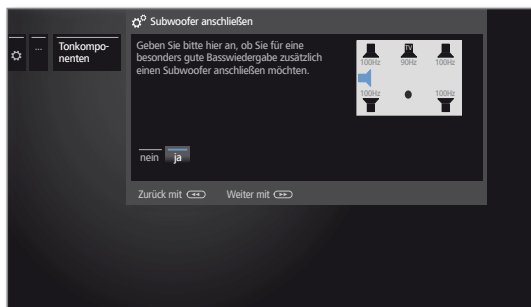 Subwoofer anschließen
...
Tonkompo-
nenten
Geben Sie bitte hier an, ob Sie für eine
besonders gute Basswiedergabe zusätzlich
einen Subwoofer anschließen möchten.
TV
100Hz 90Hz 100Hz
100Hz 100Hz
nein ja
Zurück mit Weiter mit